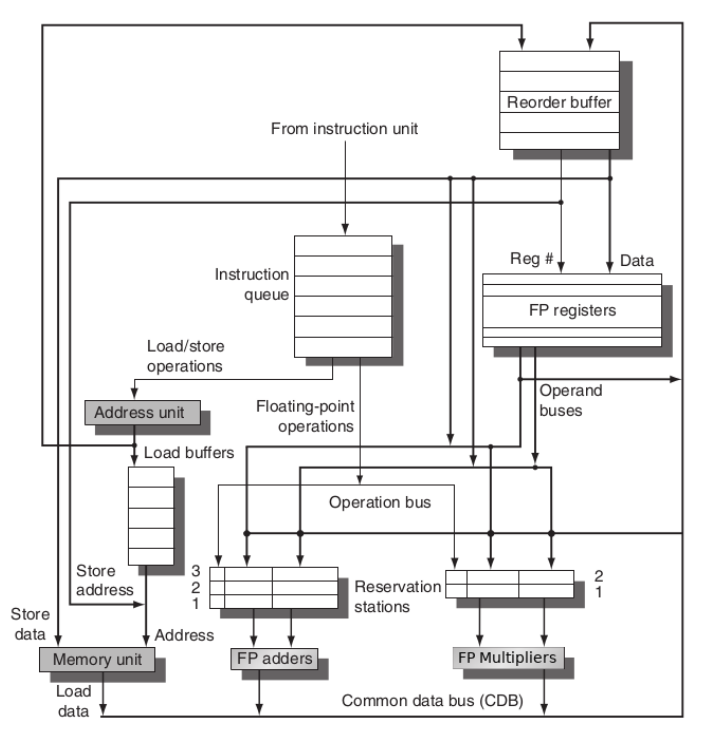 Reorder buffer
From instruction unit
Reg #
Data
Instruction
queue
FP registers
Load/store
operations
Operand
buses
Address unit
Floating-point
operations
Load buffers
Operation bus
3
2
1
Reservation
stations
2
1
Store
address
Store
data
Address
Memory unit
FP adders
FP Multipliers
Load
data
Common data bus (CDB)